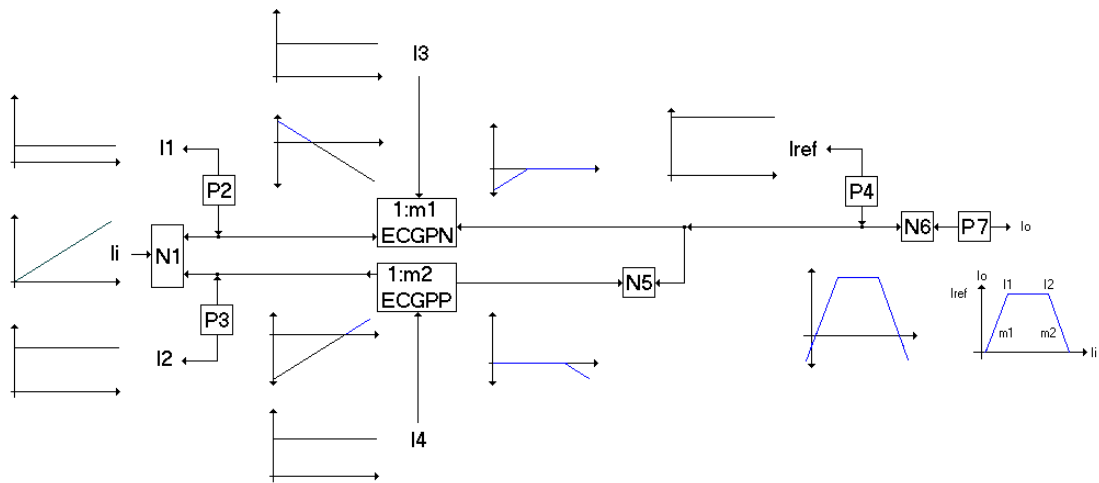 I3
I1
P2
Iref
P4
1:m1
ECGPN
Ii
N1
N6
P7
Io
1:m2
ECGPP
N5
P3
I2
I4
Io
Iref
I1
I2
m1
m2
Ii